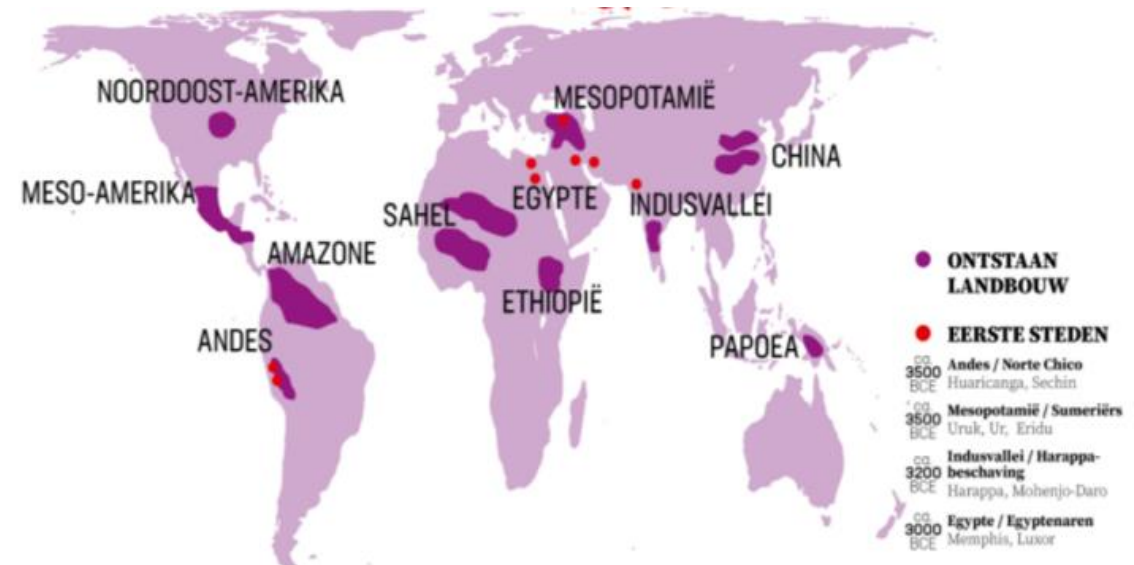 NOORDOOST-AMERIKA
MESOPOTAMIË
CHINA
MESO-AMERIKA
SAHEL
EGYPTE
INDUSVALLEI
AMAZONE
ETHIOPIË
ANDES
PAPOEA
ONTSTAAN
LANDBOUW
EERSTE STEDEN
ca.
3500
BCE
Andes / Norte Chico
Huaricanga, Sechin
ca.
3500
BCE
Mesopotamië / Sumeriërs
Uruk, Ur, Eridu
ca.
3200
BCE
Indusvallei / Harappa-
beschaving
Harappa, Mohenjo-Daro
ca.
3000
BCE
Egypte / Egyptenaren
Memphis, Luxor